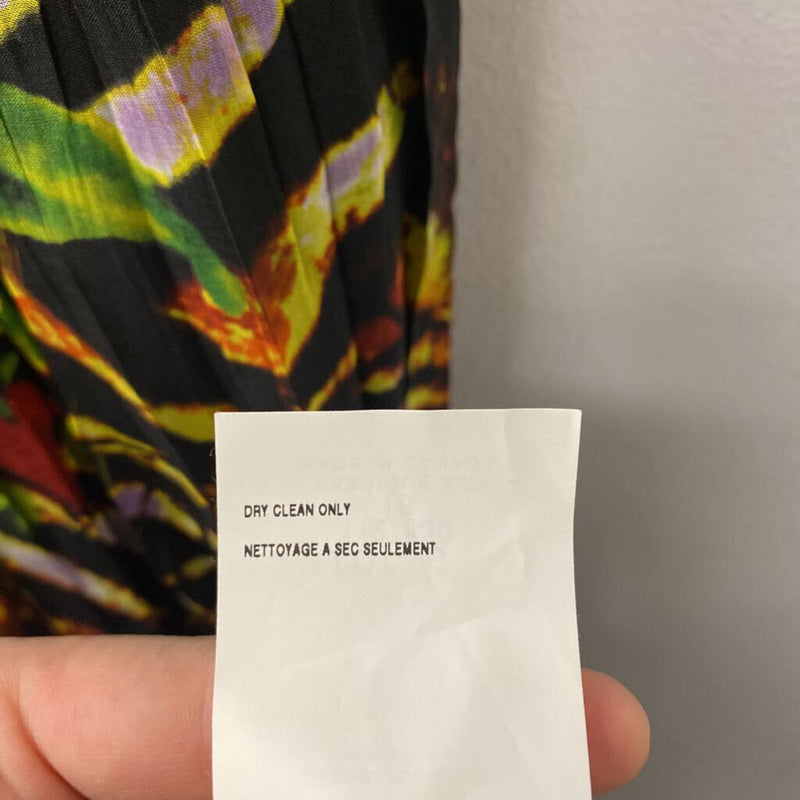 DRY CLEAN ONLY
NETTOYAGE A SEC SEULEMENT